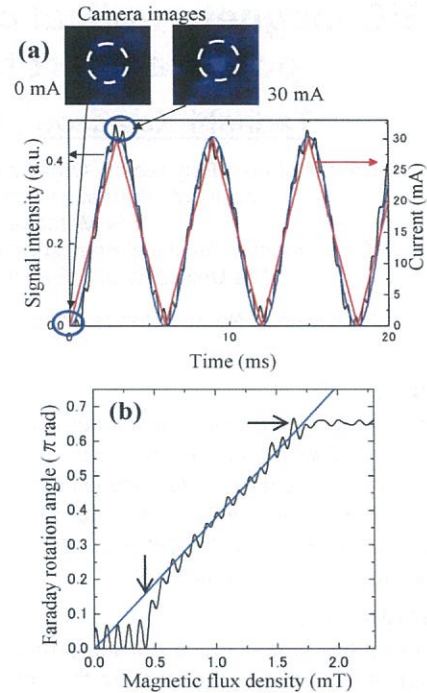 Camera images
(a)
0 mA
30 mA
Signal intensity (a.u.)
0.4
0.2
0.0
30
25
20
15
10
5
0
Current (mA)
0
10
20
Time (ms)
(b)
Faraday rotation angle ( π rad)
0.7
0.6
0.5
0.4
0.3
0.2
0.1
0.0
0.0
0.5
1.0
1.5
2.0
Magnetic flux density (mT)